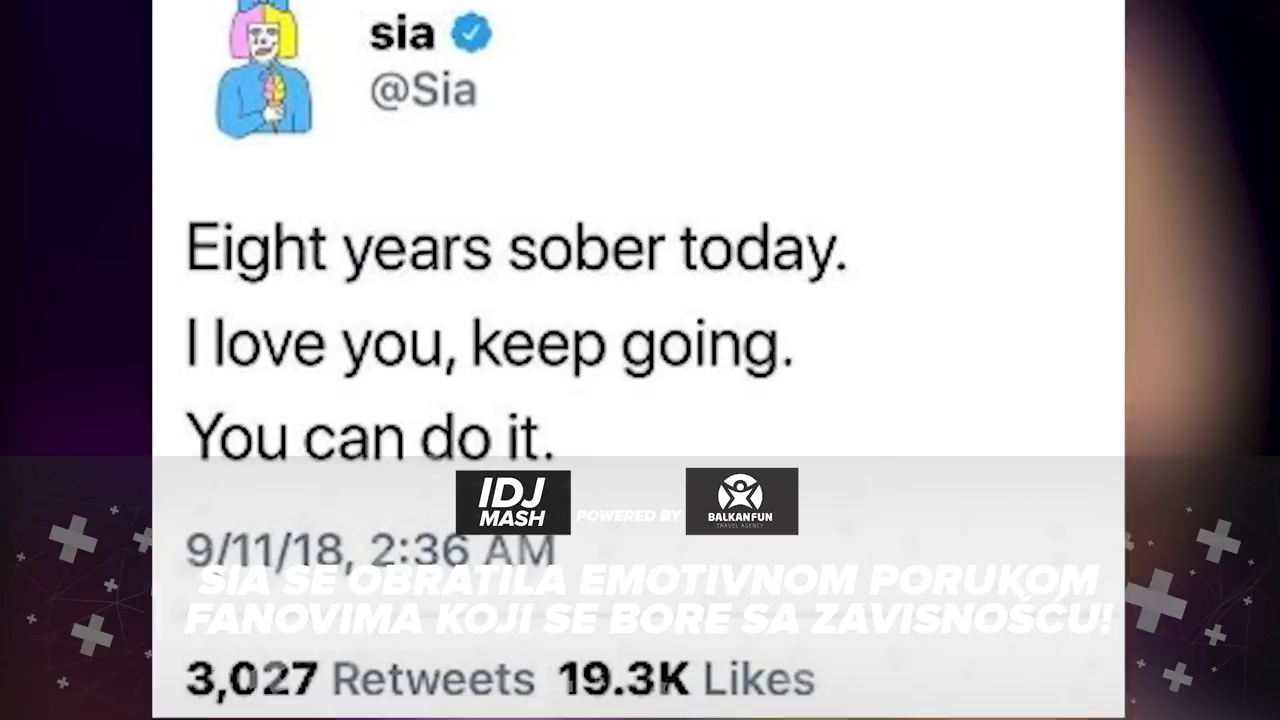 sia
@Sia
Eight years sober today.
I love you, keep going.
You can do it.
IDJ
MASH
POWERED BY
BALKAN FUN
TRAVEL AGENCY
9/11/18, 2:36 AM
SIA SE OBRATILA EMOTIVNOM PORUKOM
FANOVIMA KOJI SE BORE SA ZAVISNOŠĆU!
3,027 Retweets 19.3K Likes